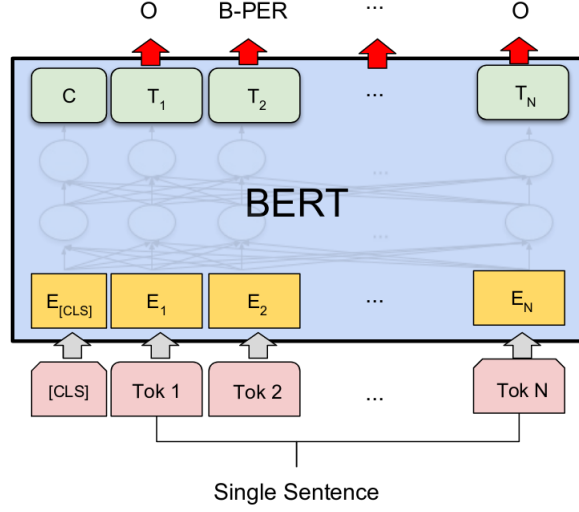 O B-PER ... O
C T1 T2 ... TN
...
BERT
...
E[CLS] E1 E2 ... EN
[CLS] Tok 1 Tok 2 ... Tok N
Single Sentence